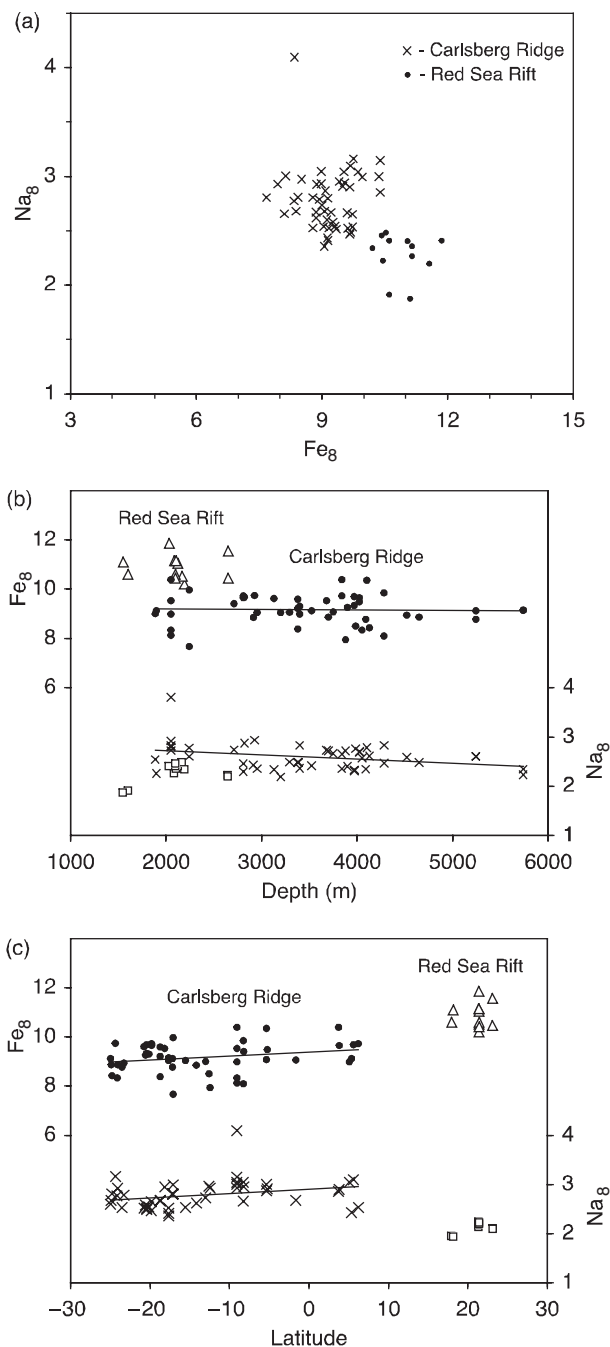 (a)
× - Carlsberg Ridge
• - Red Sea Rift
4
3
2
1
Na8
3 6 9 12 15
Fe8
(b)
Red Sea Rift
Carlsberg Ridge
12
10
8
6
Fe8
4
3
2
1
Na8
1000 2000 3000 4000 5000 6000
Depth (m)
(c)
Red Sea Rift
Carlsberg Ridge
12
10
8
6
Fe8
4
3
2
1
Na8
−30 −20 −10 0 10 20 30
Latitude